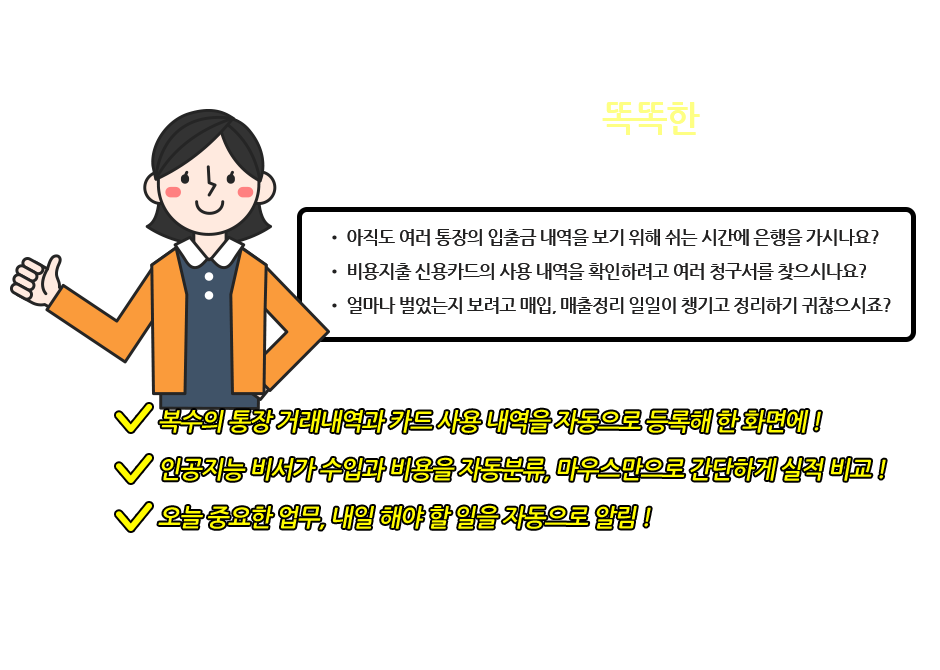 똑똑한
• 아직도 여러 통장의 입출금 내역을 보기 위해 쉬는 시간에 은행을 가시나요?
• 비용지출 신용카드의 사용 내역을 확인하려고 여러 청구서를 찾으시나요?
• 얼마나 벌었는지 보려고 매입, 매출정리 일일이 챙기고 정리하기 귀찮으시죠?
복수의 통장 거래내역과 카드 사용 내역을 자동으로 등록해 한 화면에 !
인공지능 비서가 수입과 비용을 자동분류, 마우스만으로 간단하게 실적 비교 !
오늘 중요한 업무, 내일 해야 할 일을 자동으로 알림 !